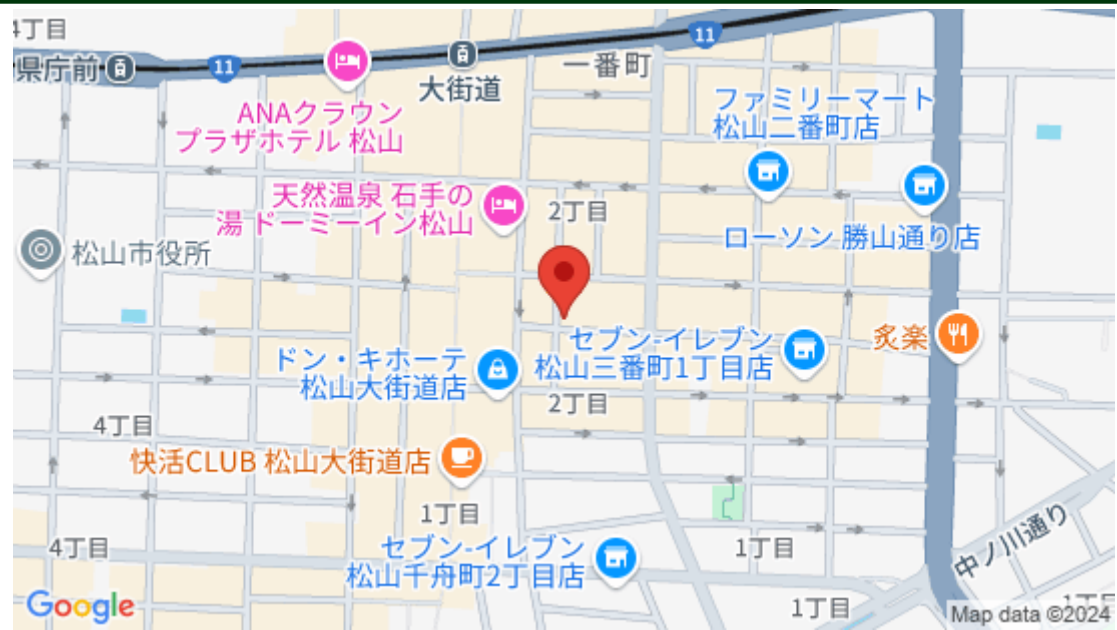 4丁目
県庁前
11
大街道
11
一番町
ANAクラウン
プラザホテル 松山
ファミリーマート
松山二番町店
天然温泉 石手の
湯 ドーミーイン松山
2丁目
ローソン 勝山通り店
松山市役所
セブン-イレブン
松山三番町1丁目店
炙楽
ドン・キホーテ
松山大街道店
2丁目
4丁目
快活CLUB 松山大街道店
1丁目
4丁目
セブン-イレブン
松山千舟町2丁目店
1丁目
中ノ川通り
1丁目
1丁目
Google
Map data ©2024